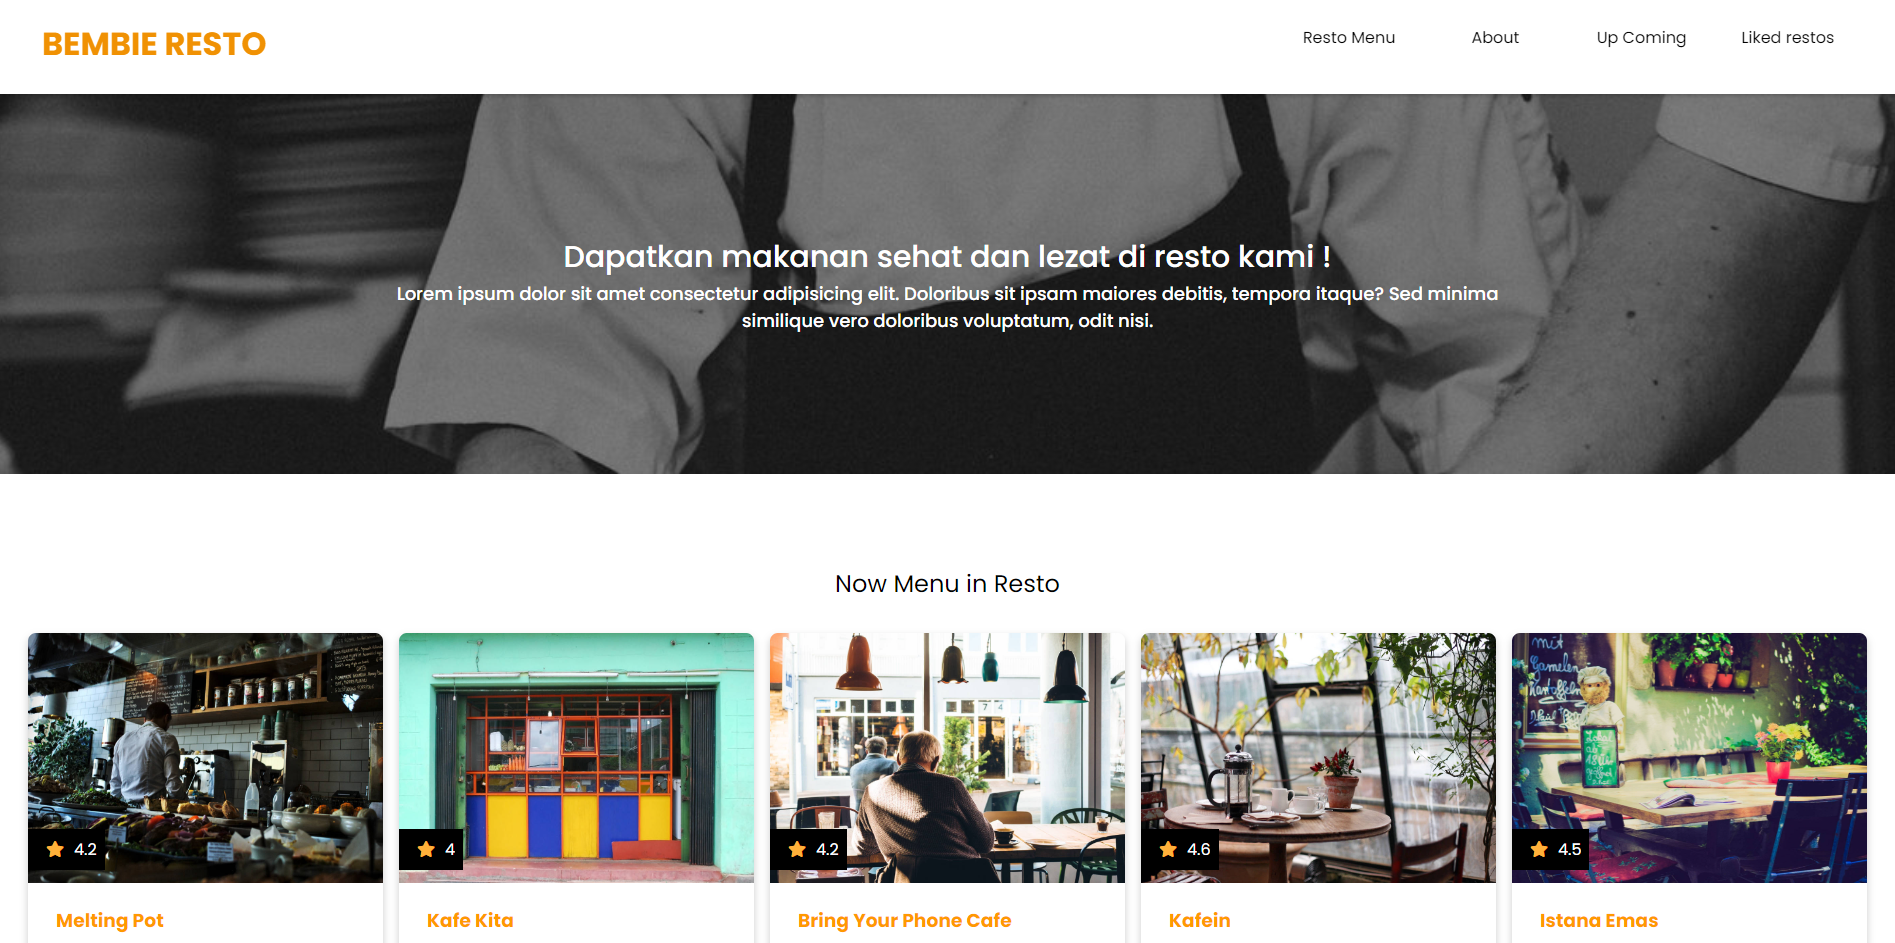 BEMBIE RESTO
Resto Menu About Up Coming Liked restos
Dapatkan makanan sehat dan lezat di resto kami !
Lorem ipsum dolor sit amet consectetur adipisicing elit. Doloribus sit ipsam maiores debitis, tempora itaque? Sed minima
similique vero doloribus voluptatum, odit nisi.
Now Menu in Resto
mit
Gamelen
Kartoffeln
4.2
4
4.2
4.6
4.5
Melting Pot
Kafe Kita
Bring Your Phone Cafe
Kafein
Istana Emas